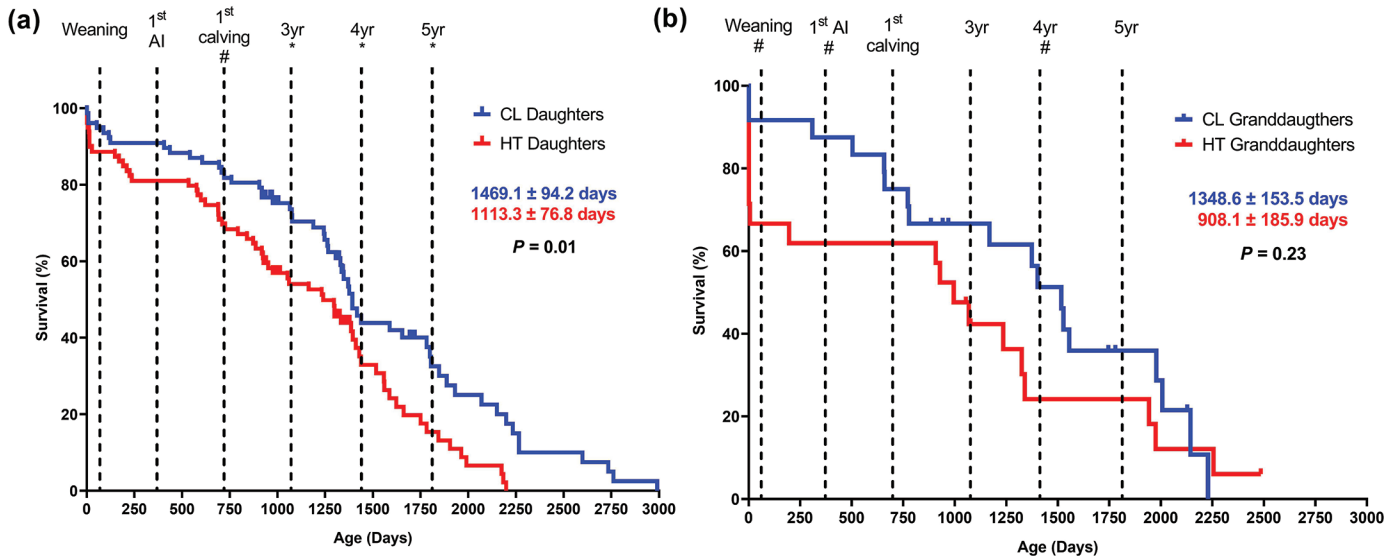 (a)
Weaning
1st
AI
1st
calving
#
3yr
*
4yr
*
5yr
*
CL Daughters
HT Daughters
1469.1 ± 94.2 days
1113.3 ± 76.8 days
P = 0.01
Survival (%)
100
80
60
40
20
0
0 250 500 750 1000 1250 1500 1750 2000 2250 2500 2750 3000
Age (Days)
(b)
Weaning
#
1st AI
#
1st
calving
3yr
4yr
#
5yr
CL Granddaugthers
HT Granddaughters
1348.6 ± 153.5 days
908.1 ± 185.9 days
P = 0.23
Survival (%)
100
80
60
40
20
0
0 250 500 750 1000 1250 1500 1750 2000 2250 2500 2750 3000
Age (Days)